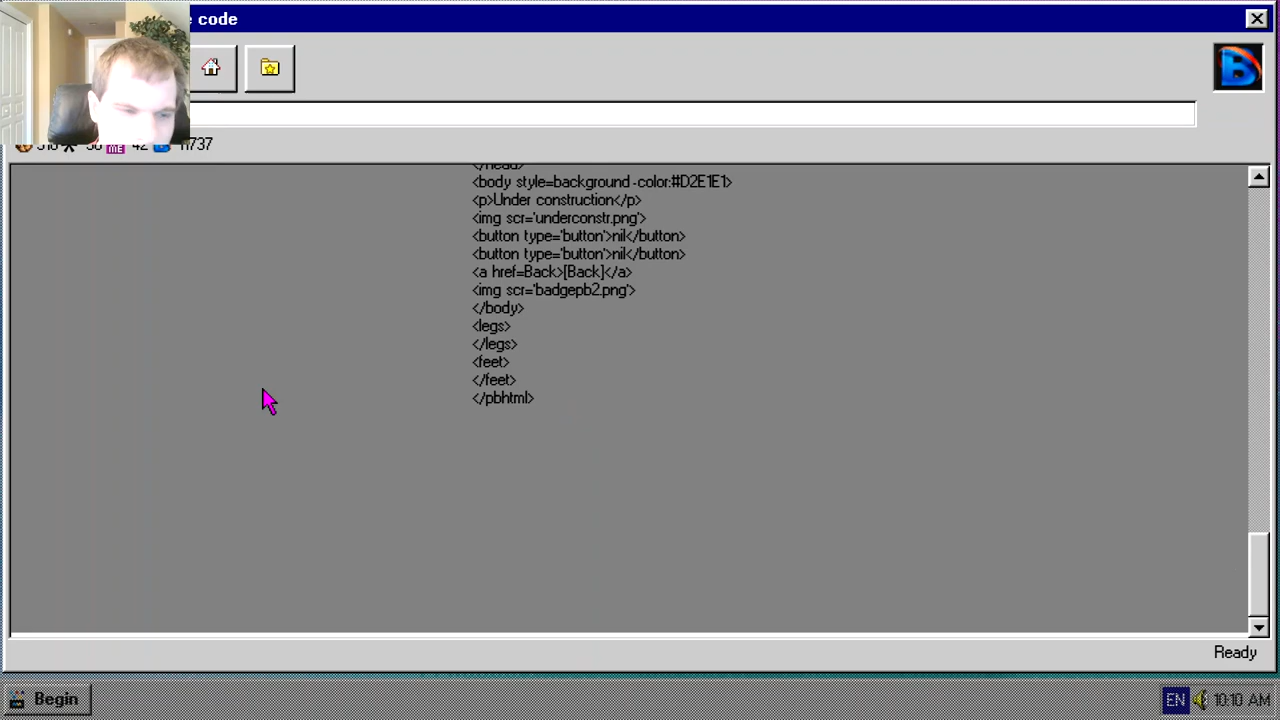 e code
11737
</head>
<body style=background-color:#D2E1E1>
<p>Under construction</p>
<img scr='underconstr.png'>
<button type='button'>nil</button>
<button type='button'>nil</button>
<a href=Back>[Back]</a>
<img scr='badgepb2.png'>
</body>
<legs>
</legs>
<feet>
</feet>
</pbhtml>
Ready
Begin
EN
10:10 AM